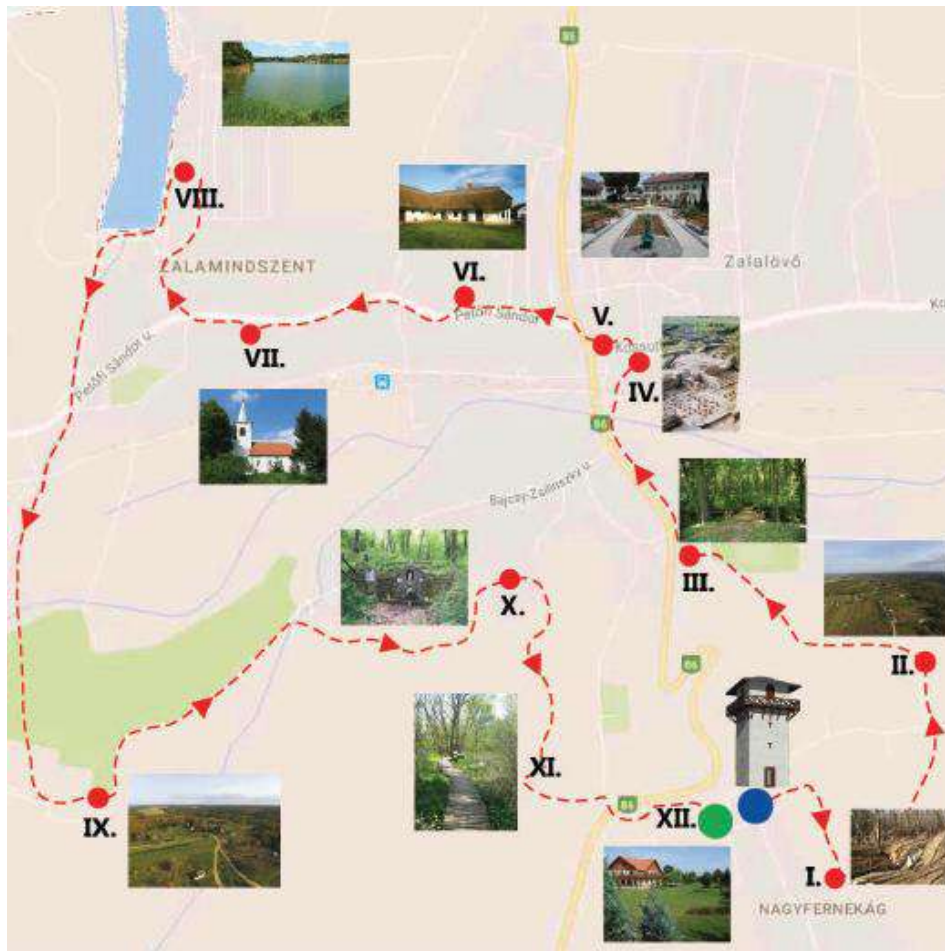 86
VIII.
ZALAMINDSZENT
VI.
Zalalövő
Petőfi Sándor
V.
VII.
Kossut
IV.
Petőfi Sándor u.
86
Bajcsy-Zsilinszky u.
III.
X.
II.
86
XI.
IX.
86
XII.
I.
NAGYFERNEKÁG